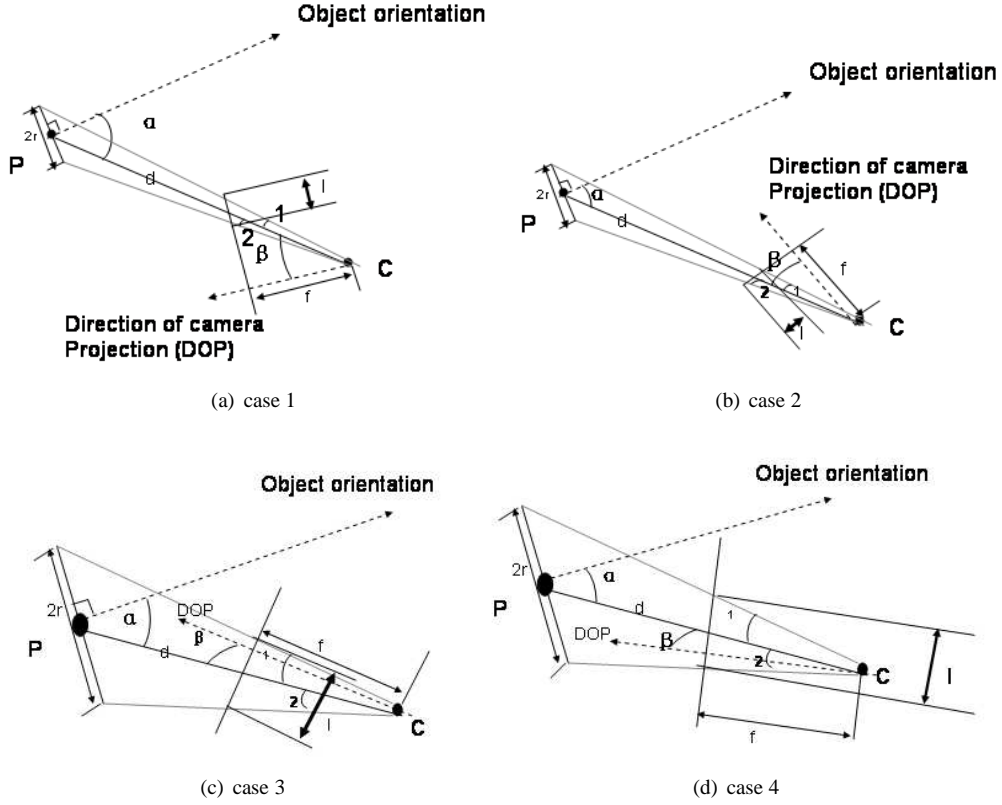 Object orientation
α
2r
P
d
l
1
2
β
C
f
Direction of camera
Projection (DOP)
(a) case 1
Object orientation
Direction of camera
Projection (DOP)
α
2r
P
d
β
f
2
1
C
l
(b) case 2
Object orientation
2r
α
DOP
P
β
f
d
1
2
l
C
(c) case 3
Object orientation
2r
α
P
d
1
DOP
β
2
C
l
f
(d) case 4